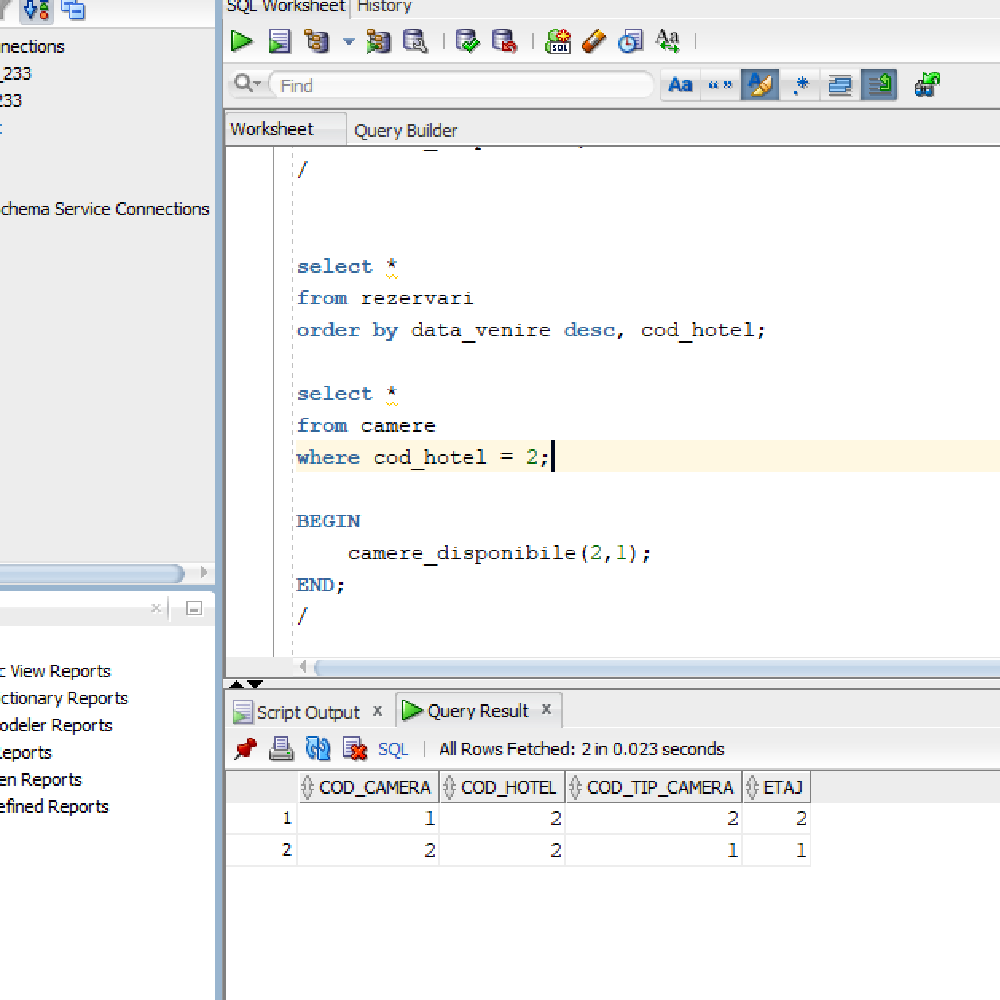 SQL Worksheet History
nections
_233
233
chema Service Connections
Find
Aa “ ” .*
Worksheet Query Builder
/
select *
from rezervari
order by data_venire desc, cod_hotel;
select *
from camere
where cod_hotel = 2;
BEGIN
camere_disponibile(2,1);
END;
/
c View Reports
ctionary Reports
odeler Reports
Reports
en Reports
efined Reports
Script Output x Query Result x
SQL | All Rows Fetched: 2 in 0.023 seconds
COD_CAMERA COD_HOTEL COD_TIP_CAMERA ETAJ
1 1 2 2 2
2 2 2 1 1